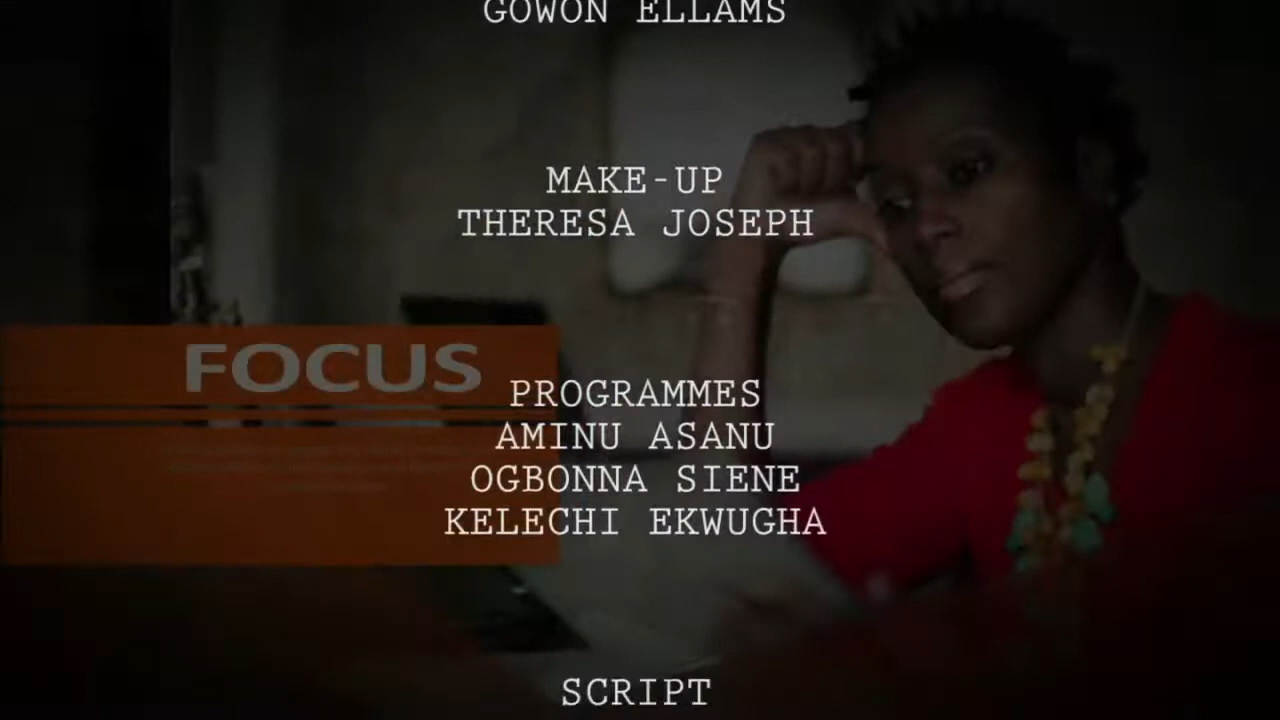 GOWON ELLAMS
MAKE-UP
THERESA JOSEPH
FOCUS
PROGRAMMES
AMINU ASANU
OGBONNA SIENE
KELECHI EKWUGHA
SCRIPT